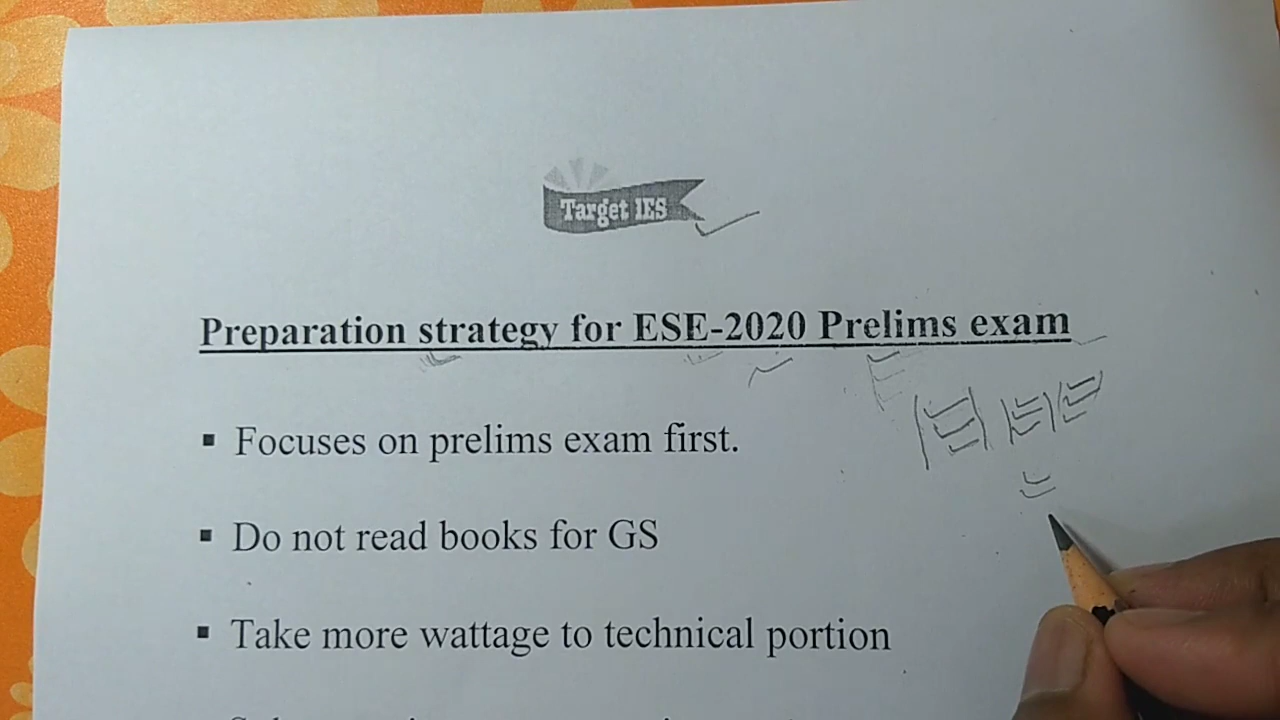 Target IES
Preparation strategy for ESE-2020 Prelims exam
▪ Focuses on prelims exam first.
▪ Do not read books for GS
▪ Take more wattage to technical portion